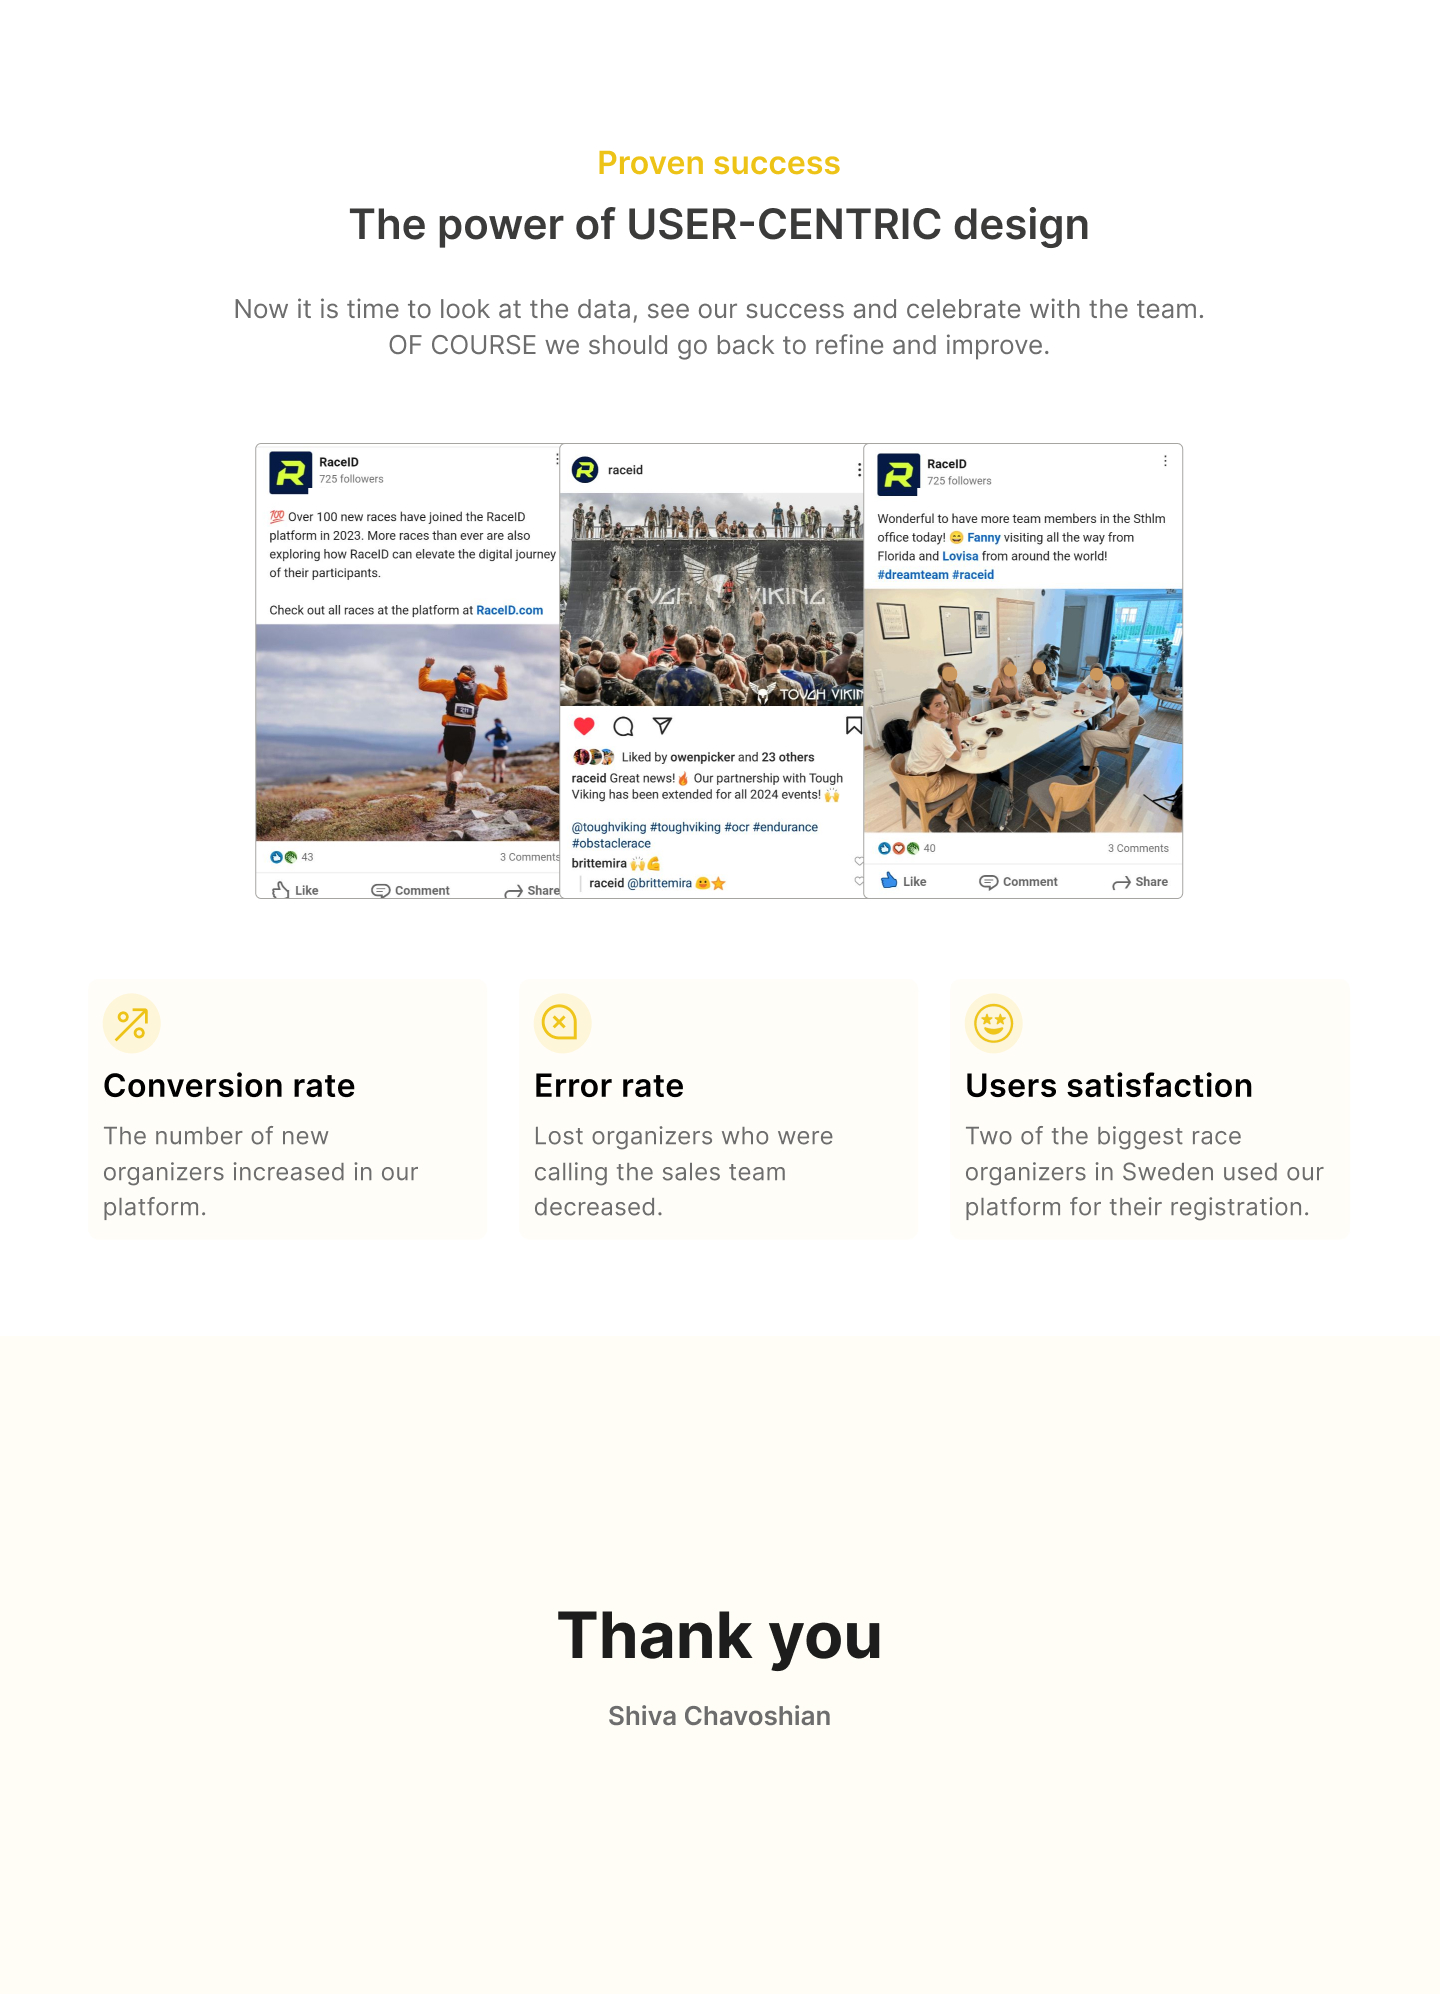 Proven success
The power of USER-CENTRIC design
Now it is time to look at the data, see our success and celebrate with the team.
OF COURSE we should go back to refine and improve.
RaceID
725 followers
💯 Over 100 new races have joined the RaceID
platform in 2023. More races than ever are also
exploring how RaceID can elevate the digital journey
of their participants.
Check out all races at the platform at RaceID.com
43
3 Comments
Like
Comment
Share
raceid
TOUGH VIKING
TOUGH VIKIN
Liked by owenpicker and 23 others
raceid Great news!🔥 Our partnership with Tough
Viking has been extended for all 2024 events! 🙌
@toughviking #toughviking #ocr #endurance
#obstaclerace
brittemira 🙌💪
raceid @brittemira 🤗⭐
RaceID
725 followers
Wonderful to have more team members in the Sthlm
office today! 😄 Fanny visiting all the way from
Florida and Lovisa from around the world!
#dreamteam #raceid
40
3 Comments
Like
Comment
Share
Conversion rate
The number of new
organizers increased in our
platform.
Error rate
Lost organizers who were
calling the sales team
decreased.
Users satisfaction
Two of the biggest race
organizers in Sweden used our
platform for their registration.
Thank you
Shiva Chavoshian